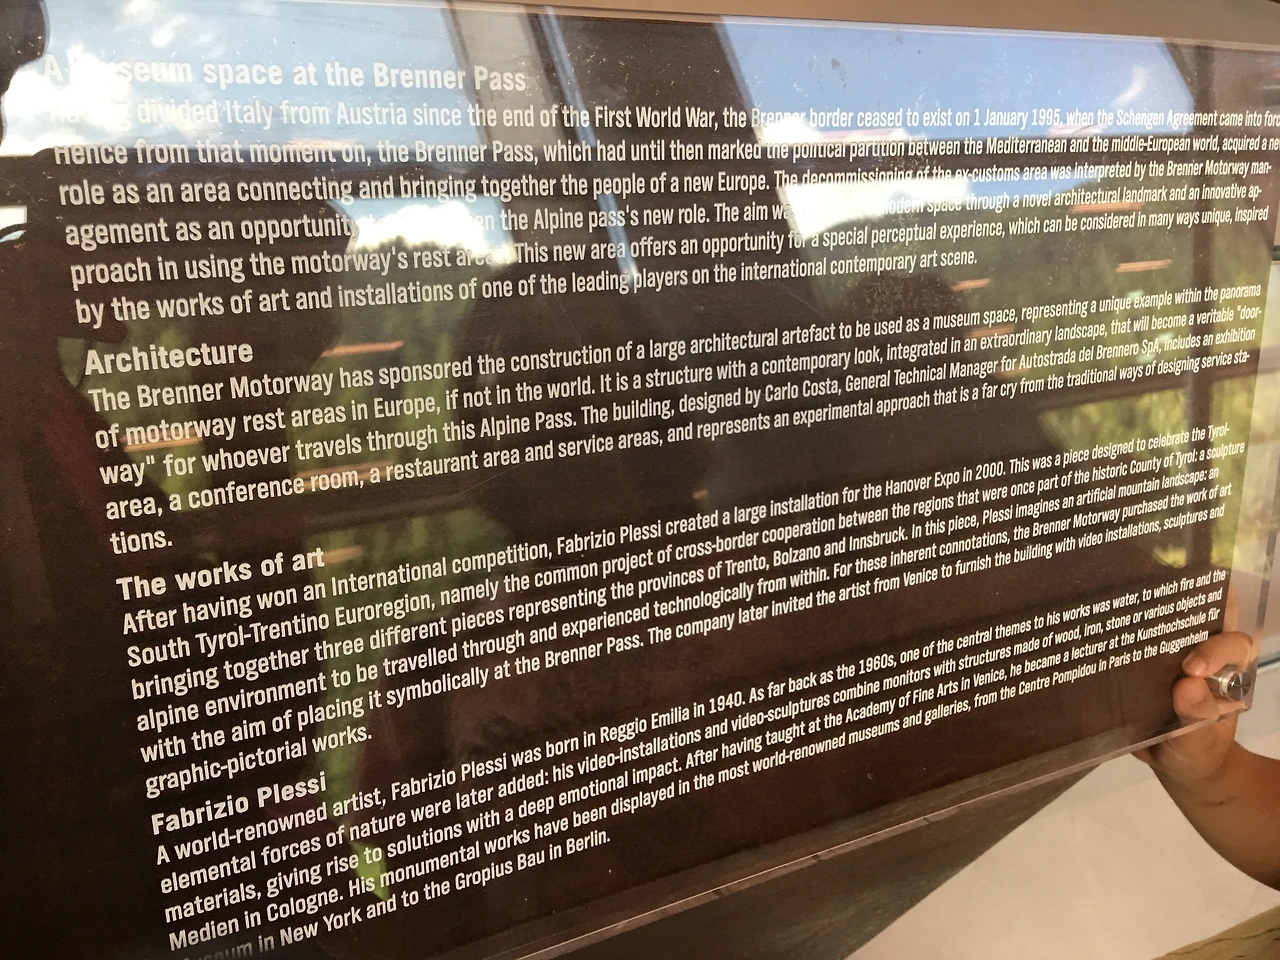 A museum space at the Brenner Pass
Having divided Italy from Austria since the end of the First World War, the Brenner border ceased to exist on 1 January 1995, when the Schengen Agreement came into forc
Hence from that moment on, the Brenner Pass, which had until then marked the political partition between the Mediterranean and the middle-European world, acquired a ne
role as an area connecting and bringing together the people of a new Europe. The decommissioning of the ex-customs area was interpreted by the Brenner Motorway man-
agement as an opportunity the Alpine pass's new role. The aim space through a novel architectural landmark and an innovative ap-
proach in using the motorway's rest areas. This new area offers an opportunity for a special perceptual experience, which can be considered in many ways unique, inspired
by the works of art and installations of one of the leading players on the international contemporary art scene.
Architecture
The Brenner Motorway has sponsored the construction of a large architectural artefact to be used as a museum space, representing a unique example within the panorama
of motorway rest areas in Europe, if not in the world. It is a structure with a contemporary look, integrated in an extraordinary landscape, that will become a veritable "door-
way" for whoever travels through this Alpine Pass. The building, designed by Carlo Costa, General Technical Manager for Autostrada del Brennero SpA, includes an exhibition
area, a conference room, a restaurant area and service areas, and represents an experimental approach that is a far cry from the traditional ways of designing service sta-
tions.
The works of art
After having won an International competition, Fabrizio Plessi created a large installation for the Hanover Expo in 2000. This was a piece designed to celebrate the Tyrol-
South Tyrol-Trentino Euroregion, namely the common project of cross-border cooperation between the regions that were once part of the historic County of Tyrol: a sculpture
bringing together three different pieces representing the provinces of Trento, Bolzano and Innsbruck. In this piece, Plessi imagines an artificial mountain landscape: an
alpine environment to be travelled through and experienced technologically from within. For these inherent connotations, the Brenner Motorway purchased the work of art
with the aim of placing it symbolically at the Brenner Pass. The company later invited the artist from Venice to furnish the building with video installations, sculptures and
graphic-pictorial works.
Fabrizio Plessi
A world-renowned artist, Fabrizio Plessi was born in Reggio Emilia in 1940. As far back as the 1960s, one of the central themes to his works was water, to which fire and the
elemental forces of nature were later added: his video-installations and video-sculptures combine monitors with structures made of wood, iron, stone or various objects and
materials, giving rise to solutions with a deep emotional impact. After having taught at the Academy of Fine Arts in Venice, he became a lecturer at the Kunsthochschule für
Medien in Cologne. His monumental works have been displayed in the most world-renowned museums and galleries, from the Centre Pompidou in Paris to the Guggenheim
Museum in New York and to the Gropius Bau in Berlin.